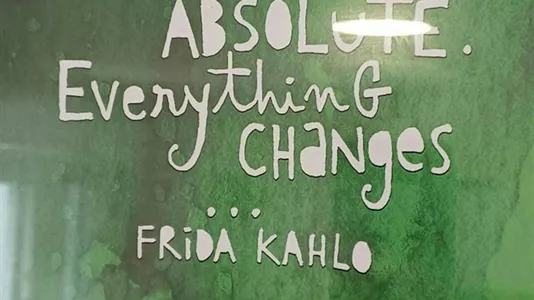 ABSOLUTE.
EverythinG
CHanges
...
FRiDA KAHLO